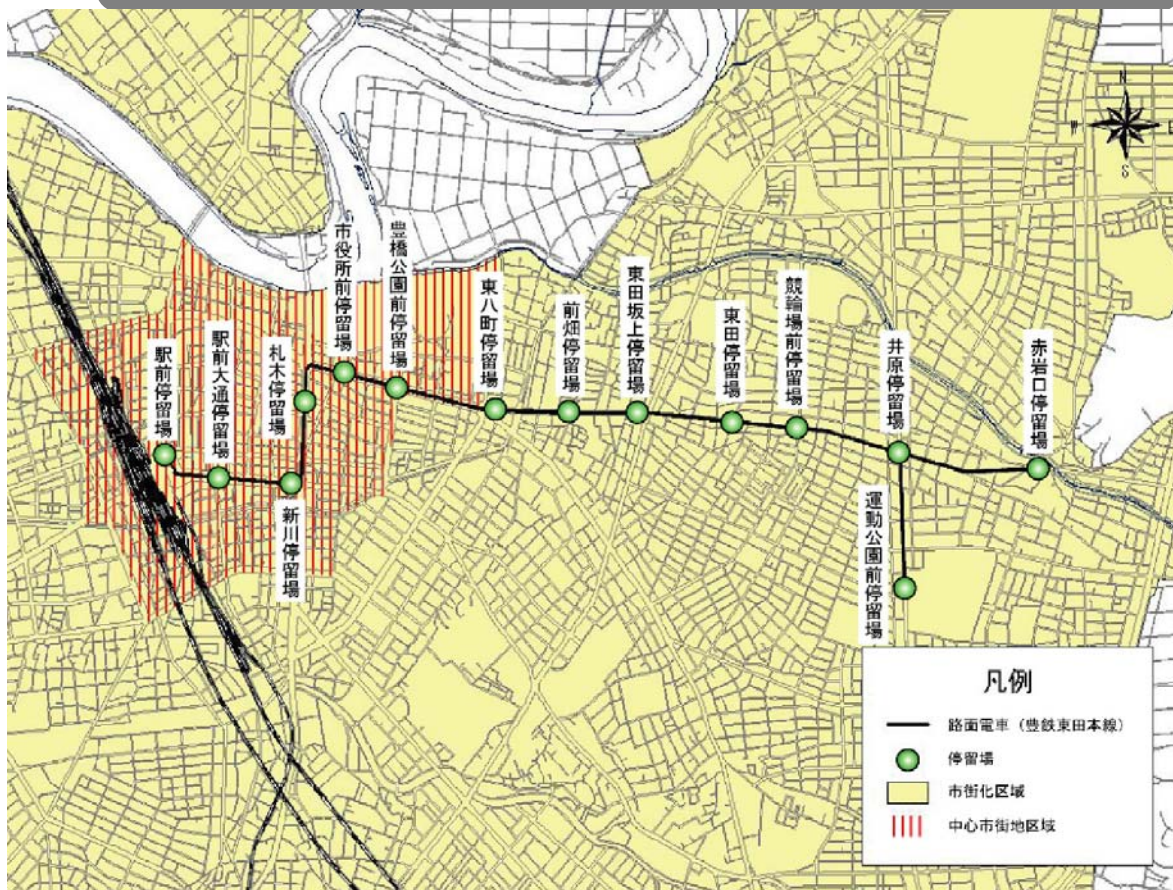 N
W
E
S
市役所前停留場
豊橋公園前停留場
東八町停留場
前畑停留場
東田坂上停留場
東田停留場
競輪場前停留場
井原停留場
赤岩口停留場
駅前停留場
駅前大通停留場
札木停留場
新川停留場
運動公園前停留場
凡例
路面電車（豊鉄東田本線）
停留場
市街化区域
中心市街地区域